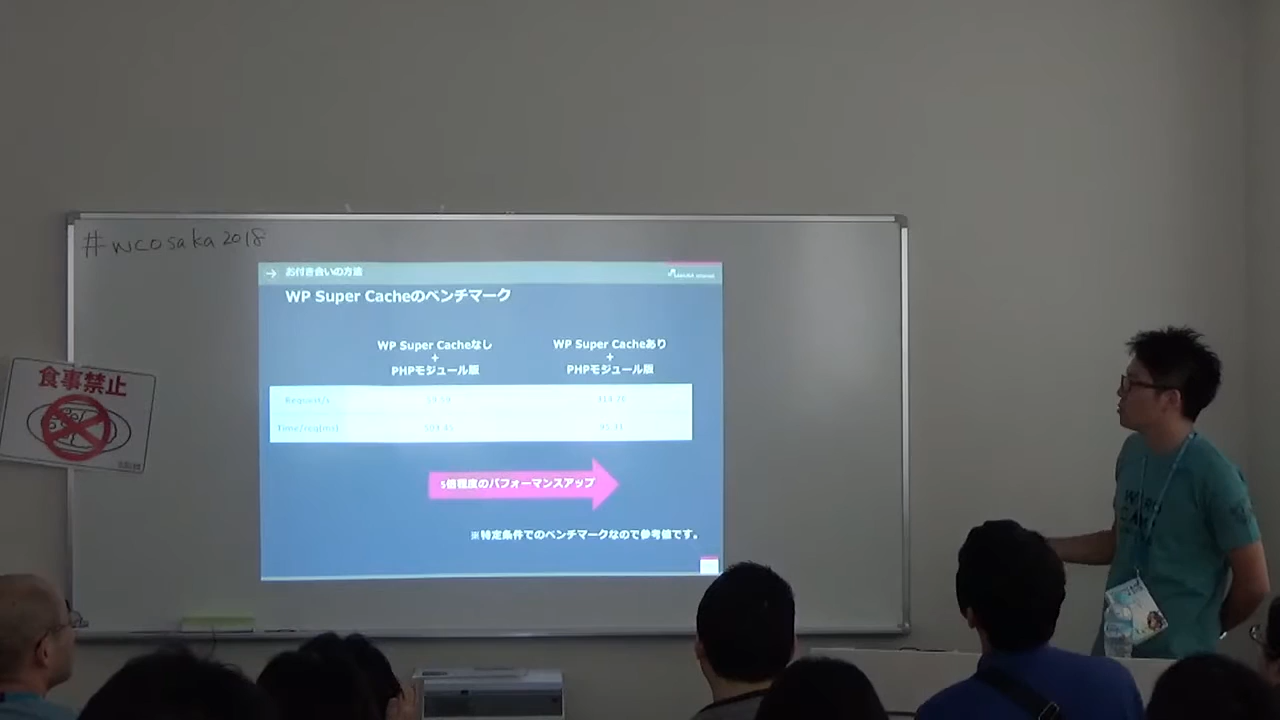 #wcosaka2018
→ お付き合いの方法
WP Super Cacheのベンチマーク
WP Super Cacheなし
+
PHPモジュール版
WP Super Cacheあり
+
PHPモジュール版
Request/s
Time/req(ms)
5倍程度のパフォーマンスアップ
※特定条件でのベンチマークなので参考値です。
食事禁止